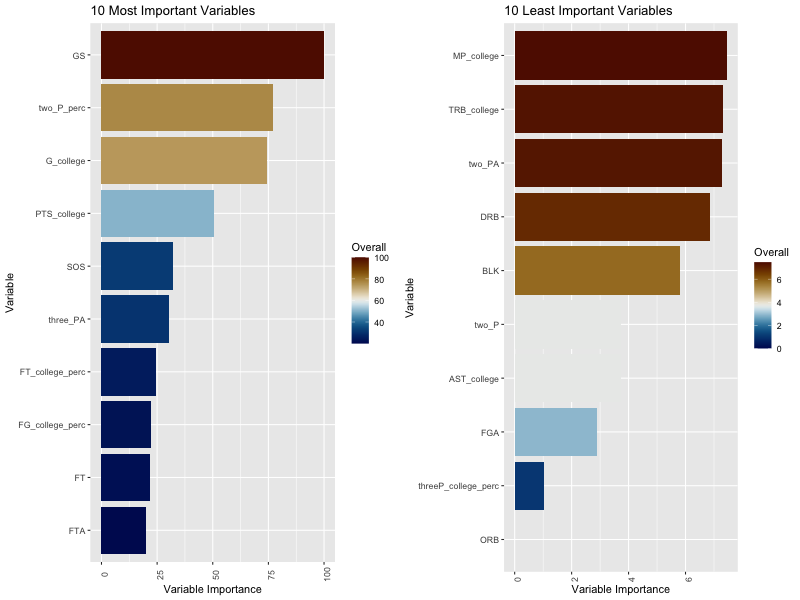 10 Most Important Variables
Variable
GS
two_P_perc
G_college
PTS_college
SOS
three_PA
FT_college_perc
FG_college_perc
FT
FTA
0
25
50
75
100
Variable Importance
Overall
100
80
60
40
10 Least Important Variables
Variable
MP_college
TRB_college
two_PA
DRB
BLK
two_P
AST_college
FGA
threeP_college_perc
ORB
0
2
4
6
Variable Importance
Overall
6
4
2
0